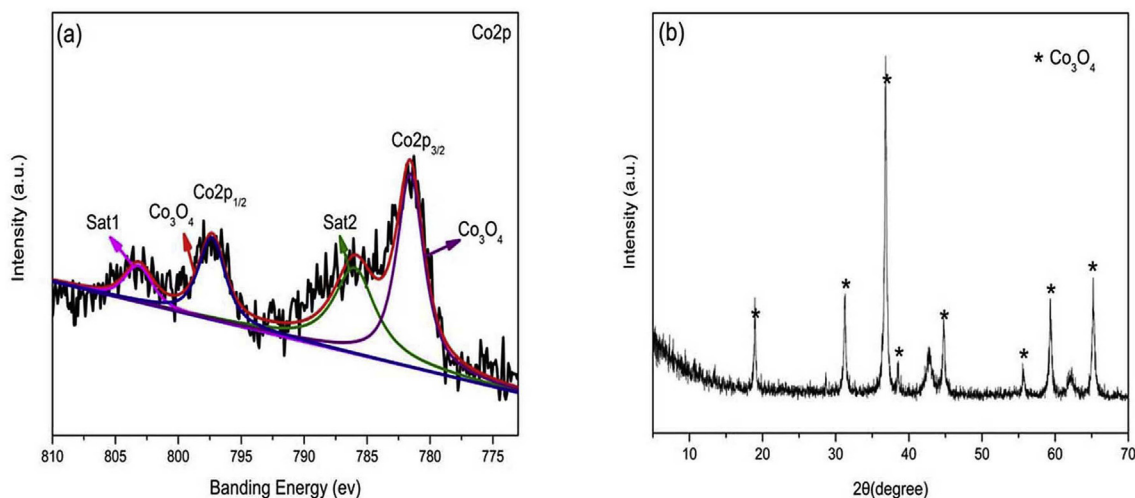 (a)
Co2p
Co2p3/2
Co2p1/2
Co3O4
Sat1
Sat2
Co3O4
Intensity (a.u.)
810 805 800 795 790 785 780 775
Banding Energy (ev)
(b)
* Co3O4
* * * * * * * *
Intensity (a.u.)
10 20 30 40 50 60 70
2θ(degree)